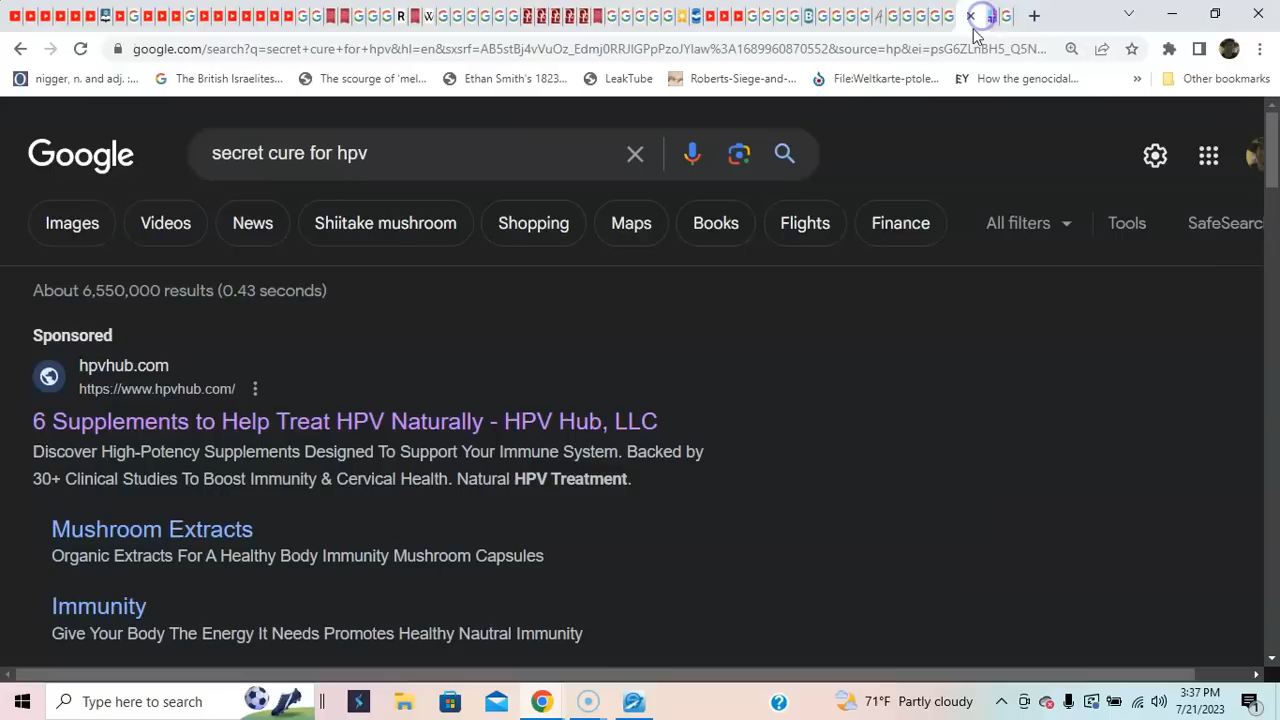 google.com/search?q=secret+cure+for+hpv&hl=en&sxsrf=AB5stBj4vVuOz_Edmj0RRJIGPpPzoJYlaw%3A1689960870552&source=hp&ei=psG6ZLnBH5_Q5N...
nigger, n. and adj. :...
The British Israelites...
The scourge of 'mel...
Ethan Smith's 1823...
LeakTube
Roberts-Siege-and-...
File:Weltkarte-ptole...
EY How the genocidal...
»
Other bookmarks
Google
secret cure for hpv
Images
Videos
News
Shiitake mushroom
Shopping
Maps
Books
Flights
Finance
All filters
Tools
SafeSearc
About 6,550,000 results (0.43 seconds)
Sponsored
hpvhub.com
https://www.hpvhub.com/
6 Supplements to Help Treat HPV Naturally - HPV Hub, LLC
Discover High-Potency Supplements Designed To Support Your Immune System. Backed by
30+ Clinical Studies To Boost Immunity & Cervical Health. Natural HPV Treatment.
Mushroom Extracts
Organic Extracts For A Healthy Body Immunity Mushroom Capsules
Immunity
Give Your Body The Energy It Needs Promotes Healthy Nautral Immunity
Type here to search
71°F Partly cloudy
3:37 PM
7/21/2023